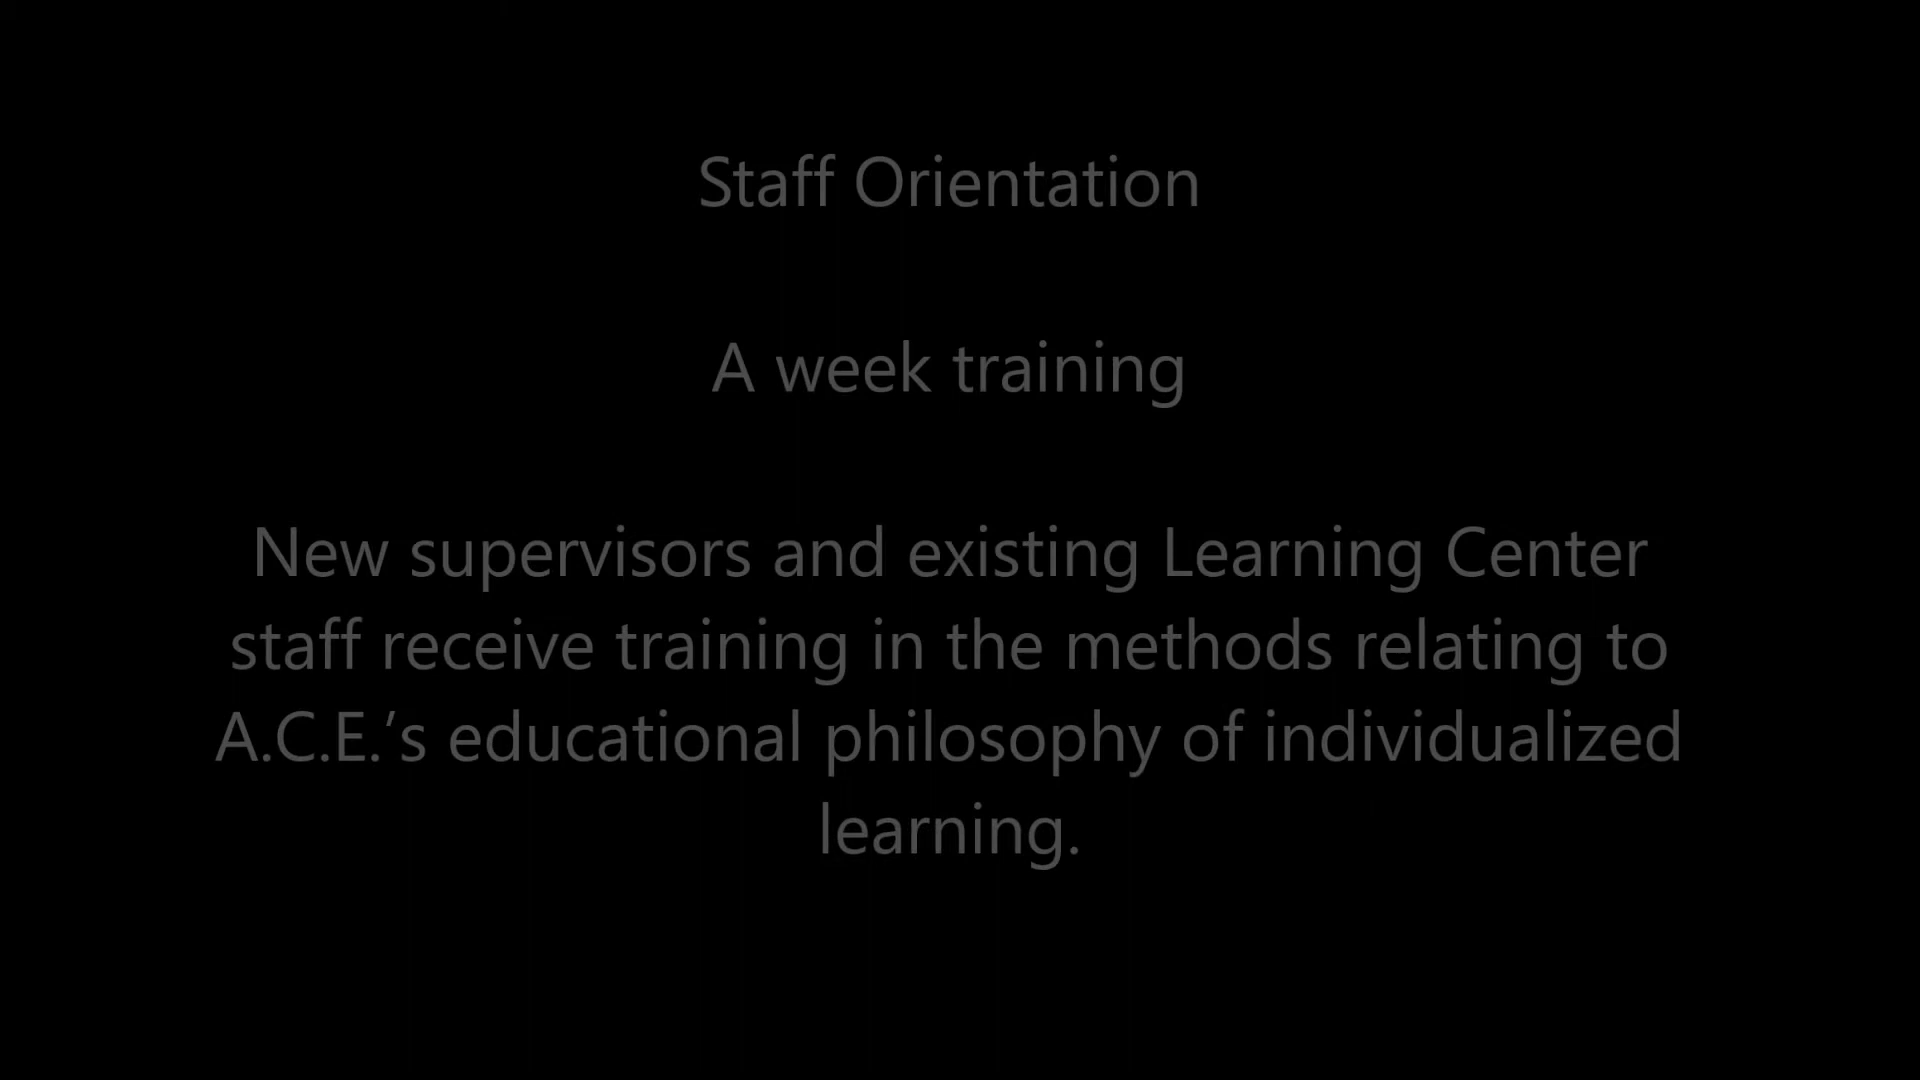 Staff Orientation
A week training
New supervisors and existing Learning Center
staff receive training in the methods relating to
A.C.E.’s educational philosophy of individualized
learning.